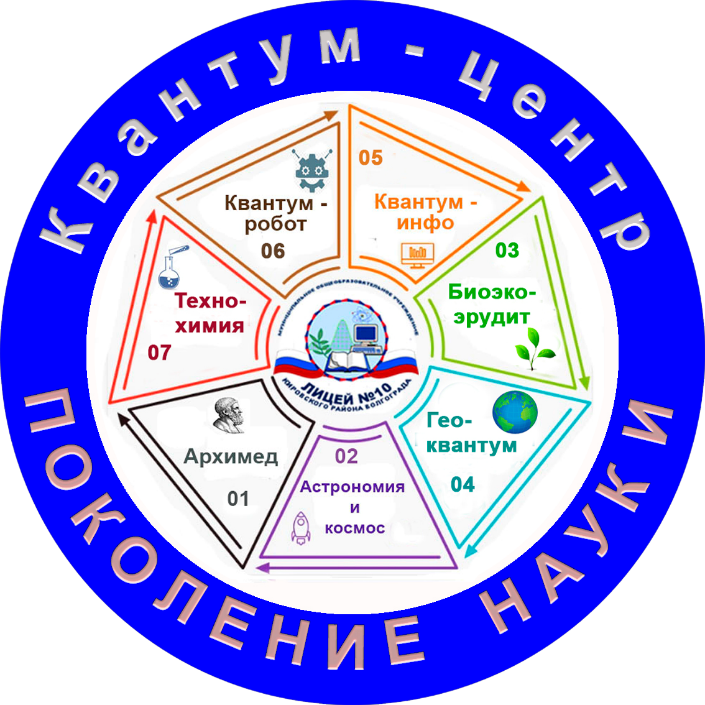 Квантум - центр
05
Квантум -
инфо
Квантум -
робот
06
03
Биоэко-
эрудит
Техно-
химия
07
МУНИЦИПАЛЬНОЕ ОБЩЕОБРАЗОВАТЕЛЬНОЕ УЧРЕЖДЕНИЕ
ЛИЦЕЙ №10
КИРОВСКОГО РАЙОНА ВОЛГОГРАДА
Гео-
квантум
04
Архимед
01
02
Астрономия
и
космос
ПОКОЛЕНИЕ НАУКИ